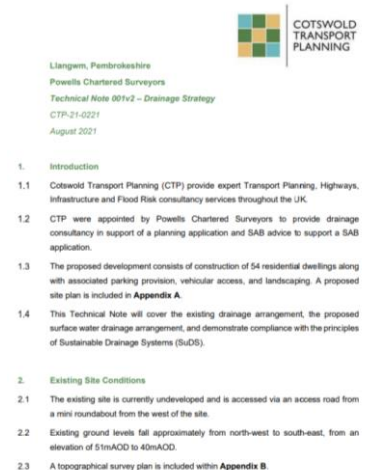 COTSWOLD
TRANSPORT
PLANNING
Llangwm, Pembrokeshire
Powells Chartered Surveyors
Technical Note 001v2 – Drainage Strategy
CTP-21-0221
August 2021
1. Introduction
1.1 Cotswold Transport Planning (CTP) provide expert Transport Planning, Highways,
Infrastructure and Flood Risk consultancy services throughout the UK.
1.2 CTP were appointed by Powells Chartered Surveyors to provide drainage
consultancy in support of a planning application and SAB advice to support a SAB
application.
1.3 The proposed development consists of construction of 54 residential dwellings along
with associated parking provision, vehicular access, and landscaping. A proposed
site plan is included in Appendix A.
1.4 This Technical Note will cover the existing drainage arrangement, the proposed
surface water drainage arrangement, and demonstrate compliance with the principles
of Sustainable Drainage Systems (SuDS).
2. Existing Site Conditions
2.1 The existing site is currently undeveloped and is accessed via an access road from
a mini roundabout from the west of the site.
2.2 Existing ground levels fall approximately from north-west to south-east, from an
elevation of 51mAOD to 40mAOD.
2.3 A topographical survey plan is included within Appendix B.